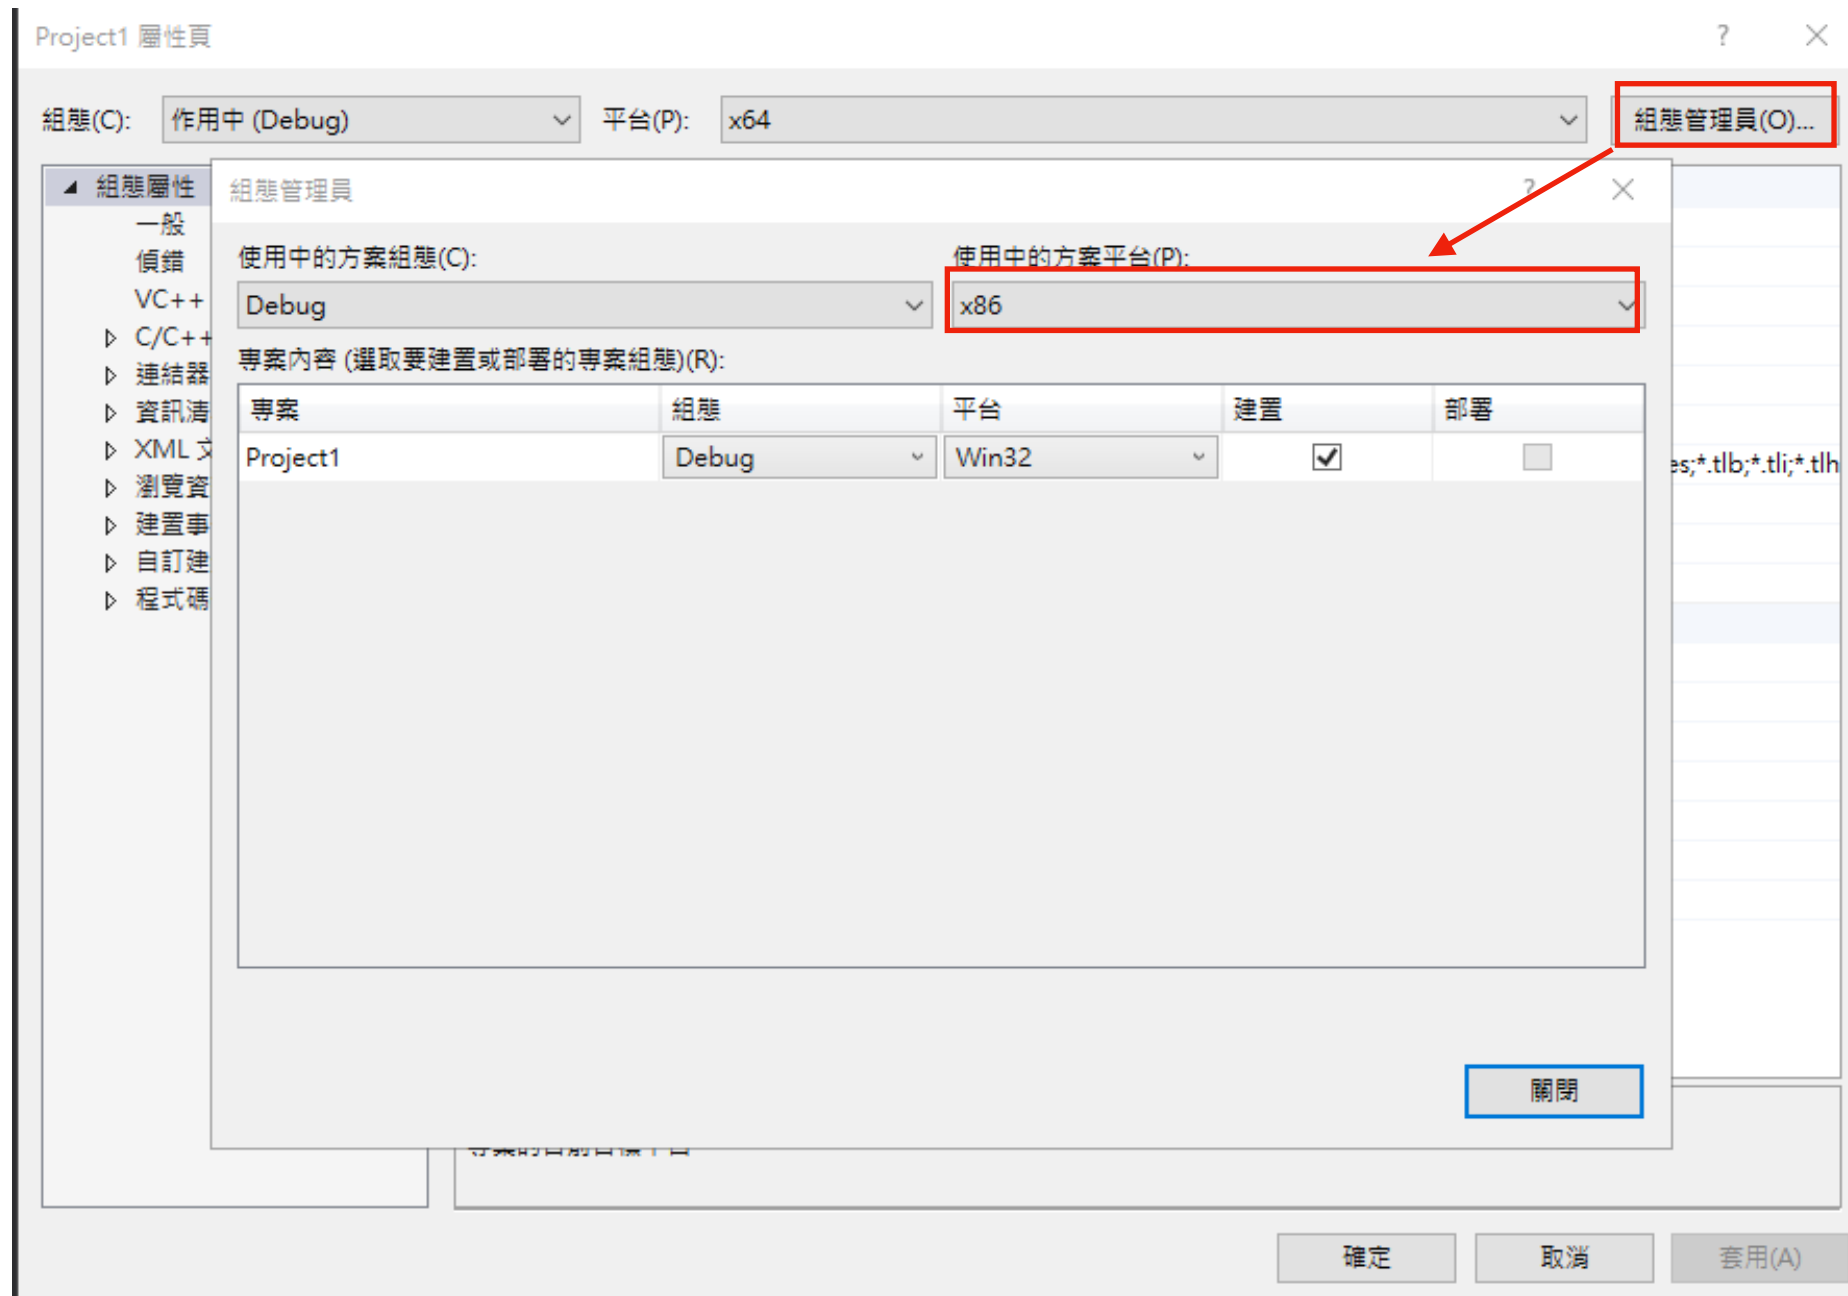 Project1 屬性頁
組態(C): 作用中 (Debug) 平台(P): x64 組態管理員(O)...
組態屬性
一般
偵錯
VC++
C/C++
連結器
資訊清
XML
瀏覽資
建置事
自訂建
程式碼
組態管理員
使用中的方案組態(C): 使用中的方案平台(P):
Debug x86
專案內容 (選取要建置或部署的專案組態)(R):
專案 組態 平台 建置 部署
Project1 Debug Win32
es;*.tlb;*.tli;*.tlh
關閉
確定 取消 套用(A)